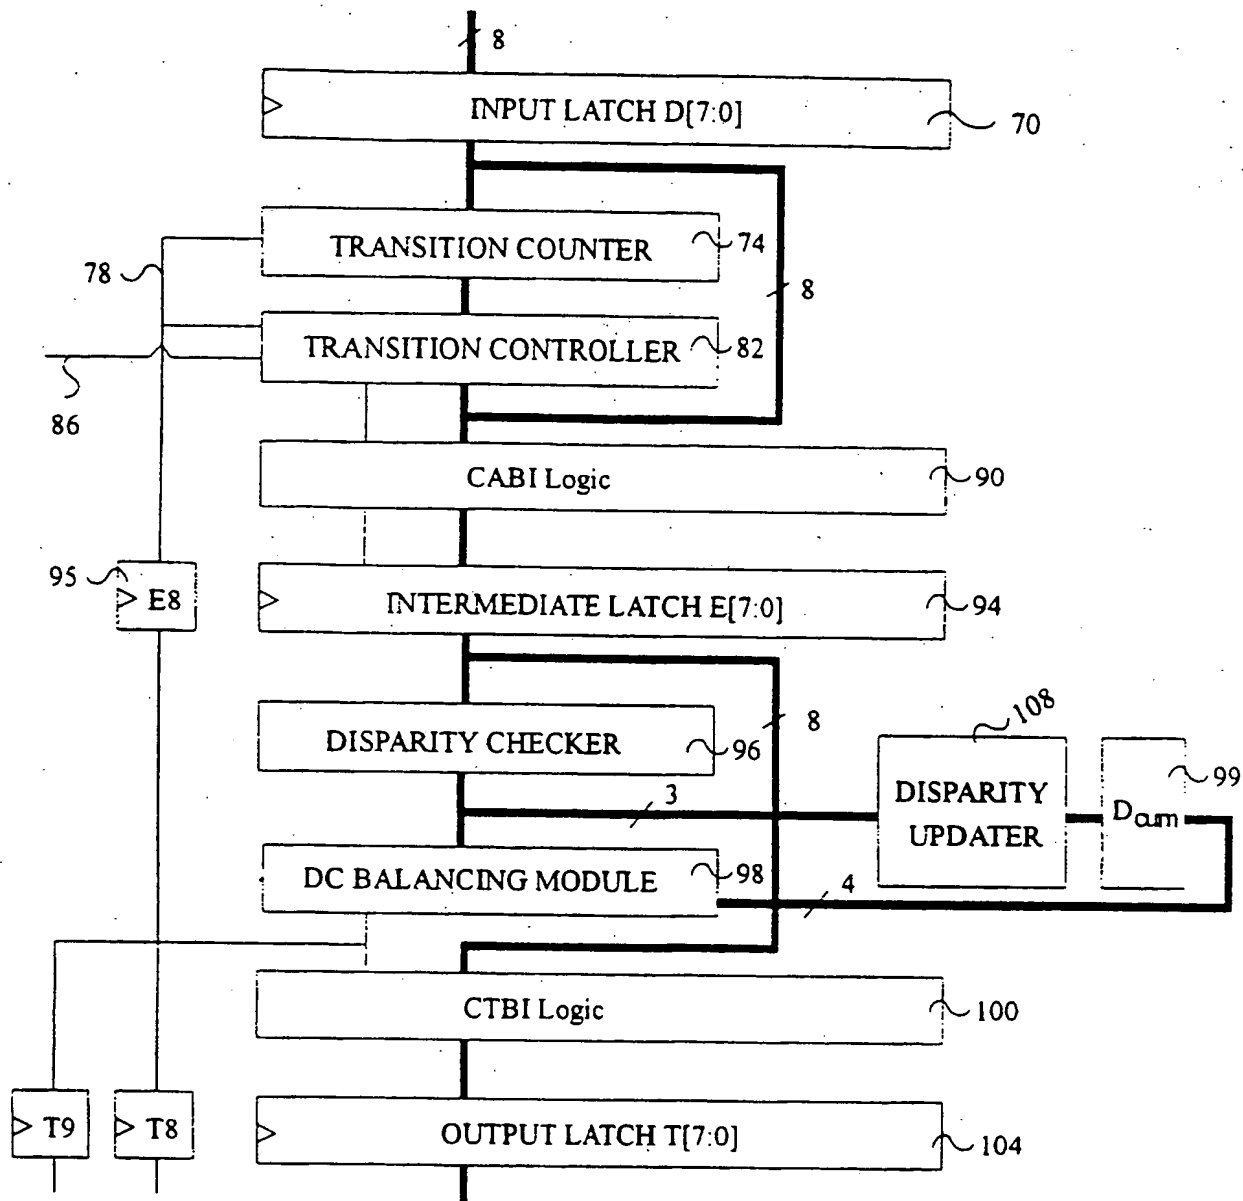 8
INPUT LATCH D[7:0]
70
TRANSITION COUNTER
74
78
8
TRANSITION CONTROLLER
82
86
CABI Logic
90
95
E8
INTERMEDIATE LATCH E[7:0]
94
DISPARITY CHECKER
96
8
108
DISPARITY
UPDATER
99
Dcum
3
DC BALANCING MODULE
98
4
CTBI Logic
100
T9
T8
OUTPUT LATCH T[7:0]
104